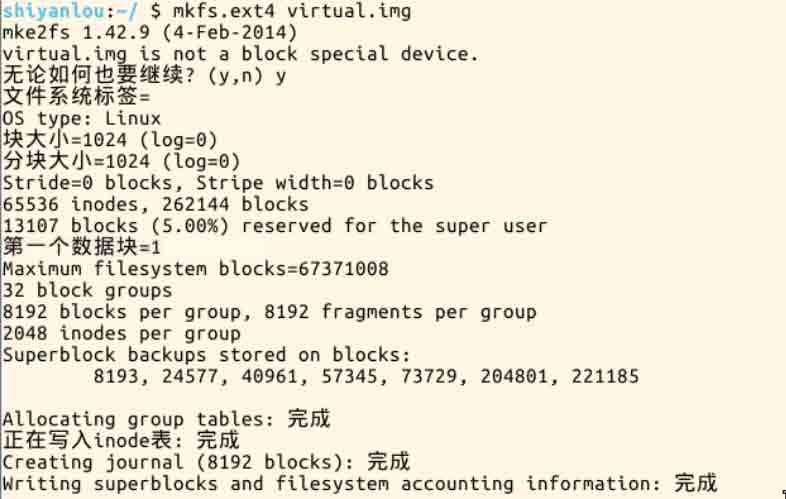 shiyanlou:~/ $ mkfs.ext4 virtual.img
mke2fs 1.42.9 (4-Feb-2014)
virtual.img is not a block special device.
无论如何也要继续? (y,n) y
文件系统标签=
OS type: Linux
块大小=1024 (log=0)
分块大小=1024 (log=0)
Stride=0 blocks, Stripe width=0 blocks
65536 inodes, 262144 blocks
13107 blocks (5.00%) reserved for the super user
第一个数据块=1
Maximum filesystem blocks=67371008
32 block groups
8192 blocks per group, 8192 fragments per group
2048 inodes per group
Superblock backups stored on blocks:
8193, 24577, 40961, 57345, 73729, 204801, 221185
Allocating group tables: 完成
正在写入inode表: 完成
Creating journal (8192 blocks): 完成
Writing superblocks and filesystem accounting information: 完成